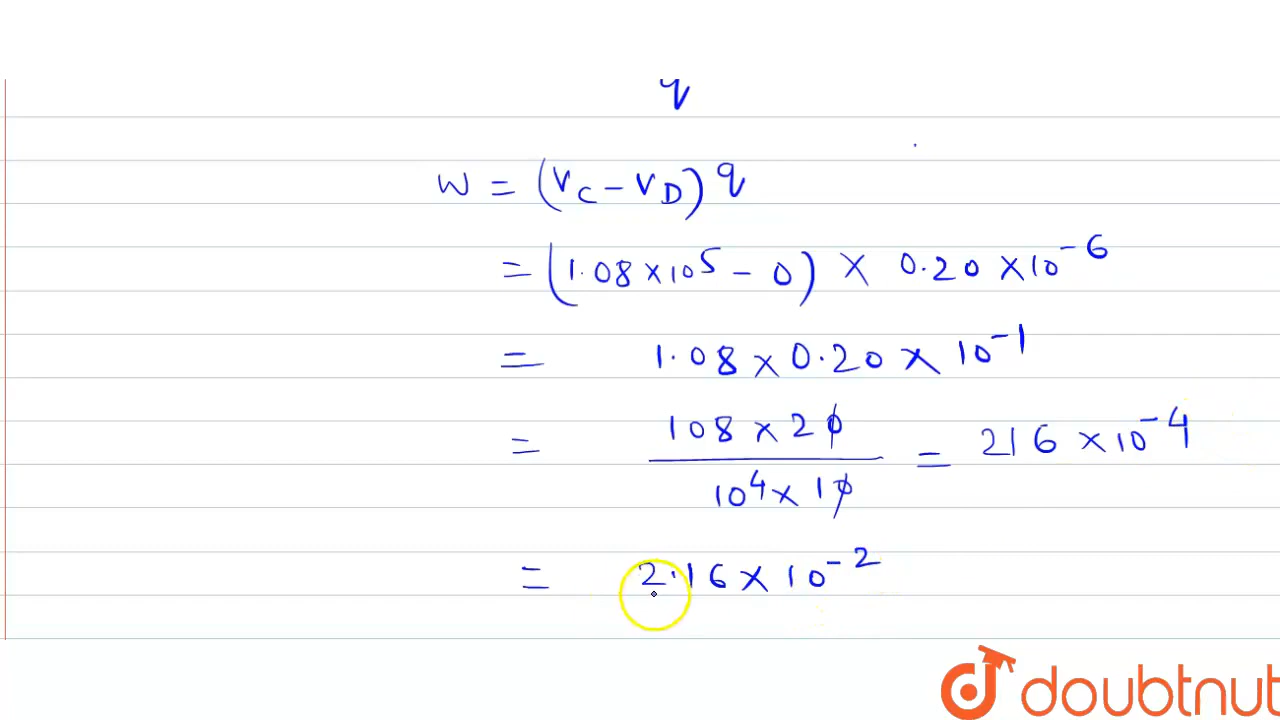 q
W = (V_C - V_D) q
= (1.08 × 10^5 - 0) × 0.20 × 10^-6
= 1.08 × 0.20 × 10^-1
= 108 × 20 / 10^4 × 10 = 216 × 10^-4
= 2.16 × 10^-2
doubtnut